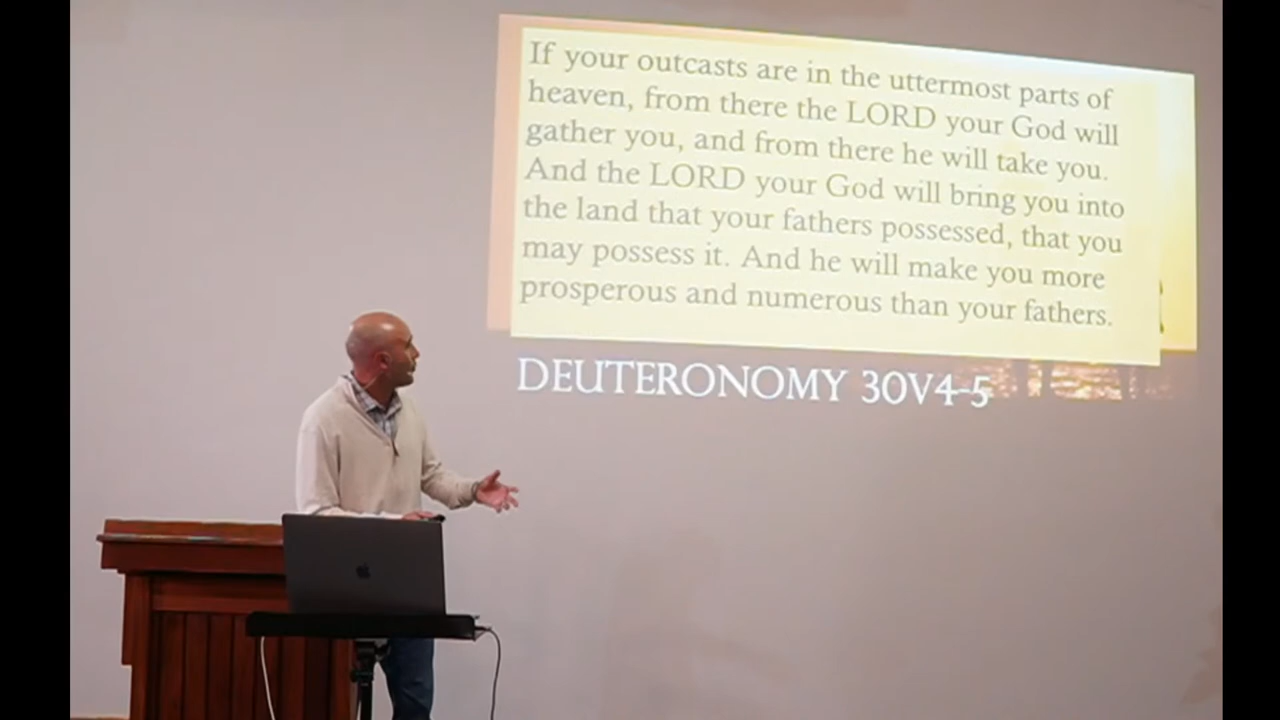 If your outcasts are in the uttermost parts of
heaven, from there the LORD your God will
gather you, and from there he will take you.
And the LORD your God will bring you into
the land that your fathers possessed, that you
may possess it. And he will make you more
prosperous and numerous than your fathers.
DEUTERONOMY 30V4-5